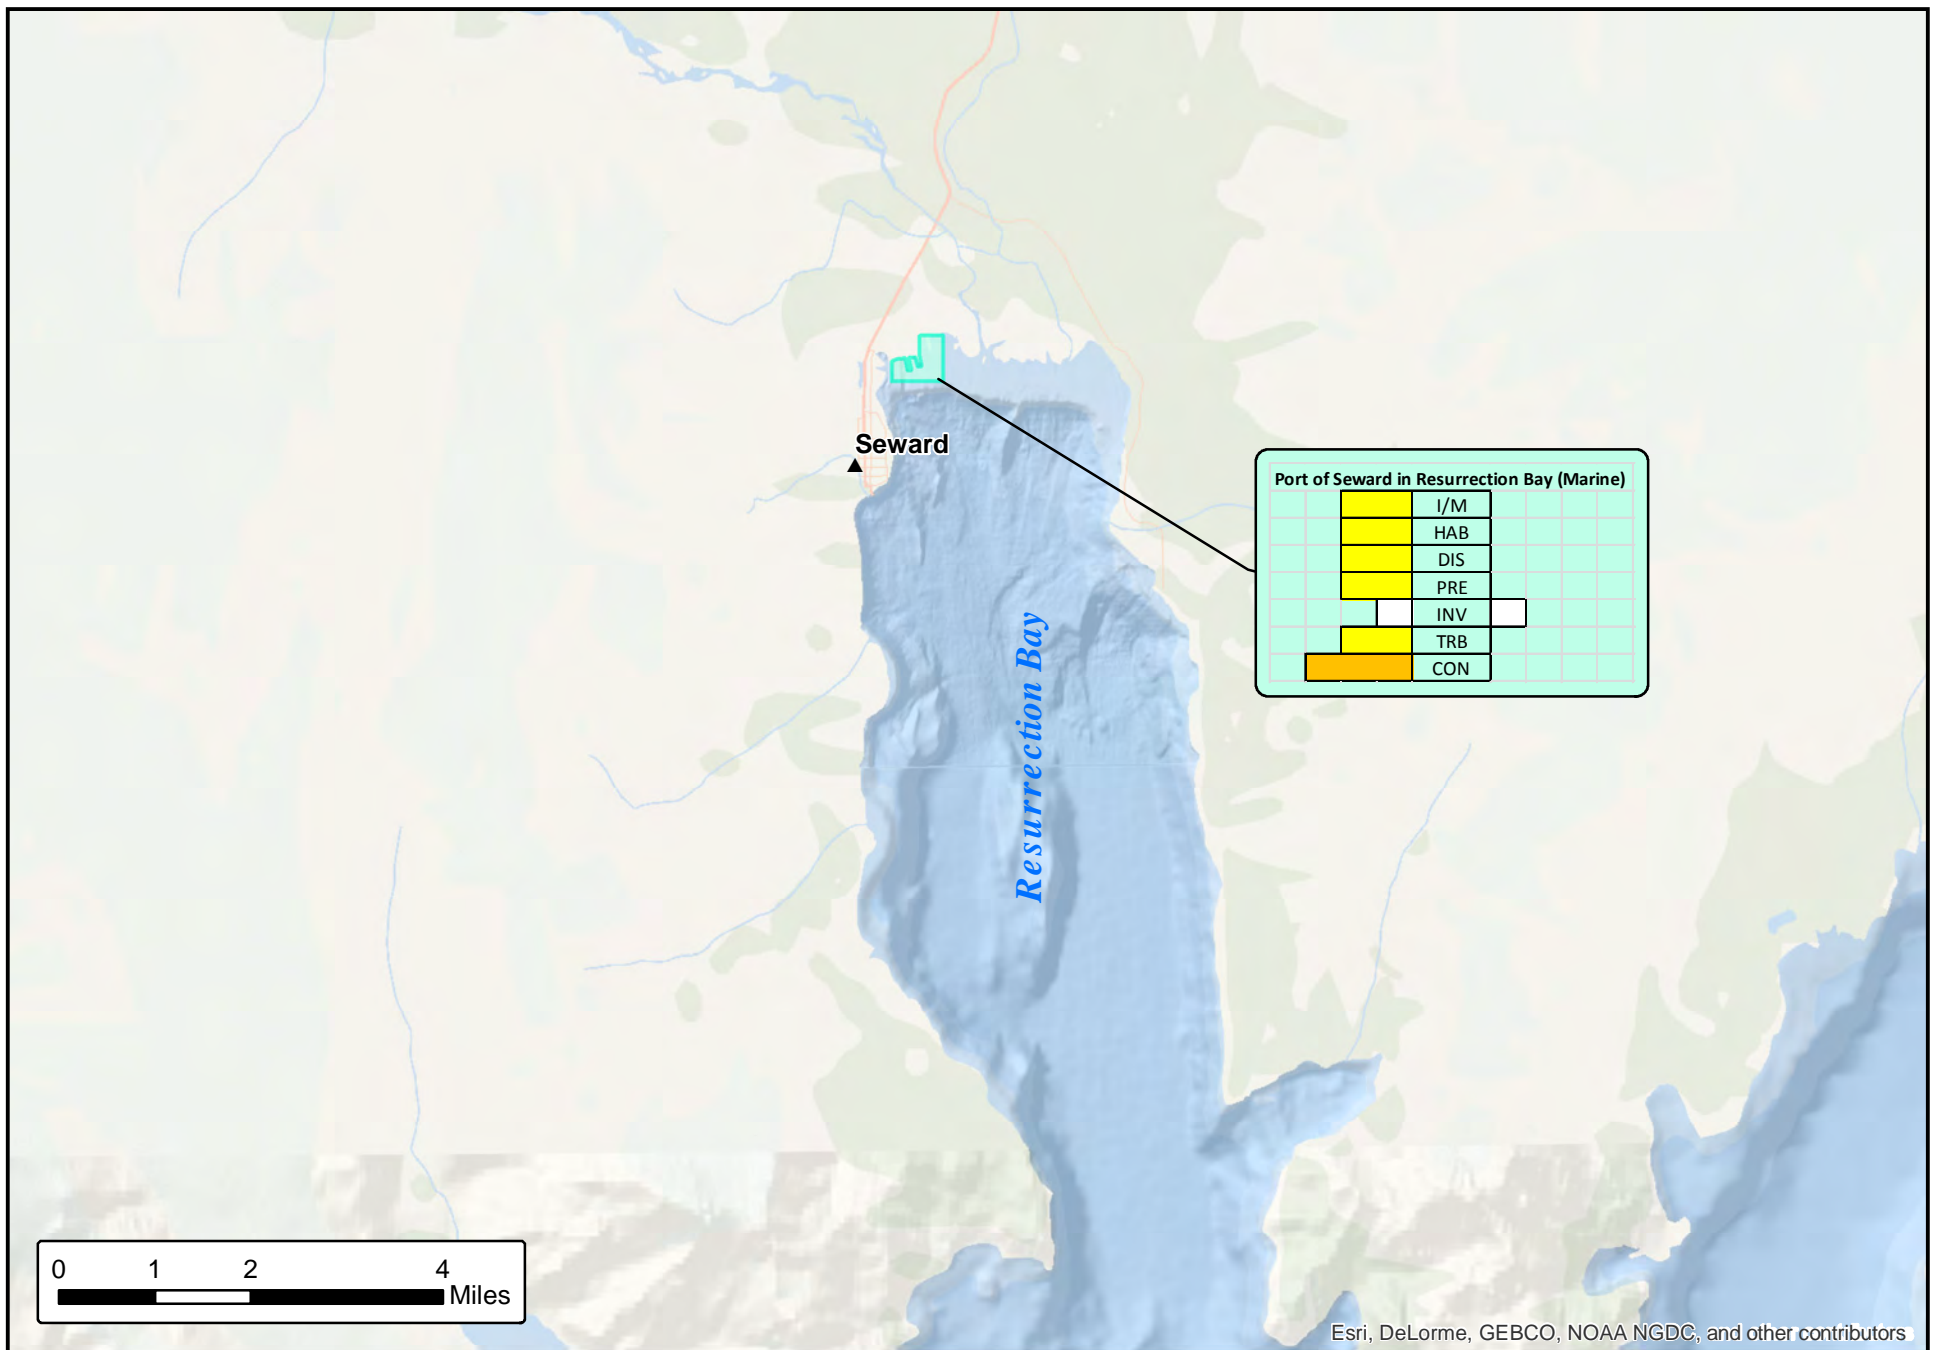 Seward
Port of Seward in Resurrection Bay (Marine)
I/M
HAB
DIS
PRE
INV
TRB
CON
Resurrection Bay
0 1 2 4
Miles
Esri, DeLorme, GEBCO, NOAA NGDC, and other contributors